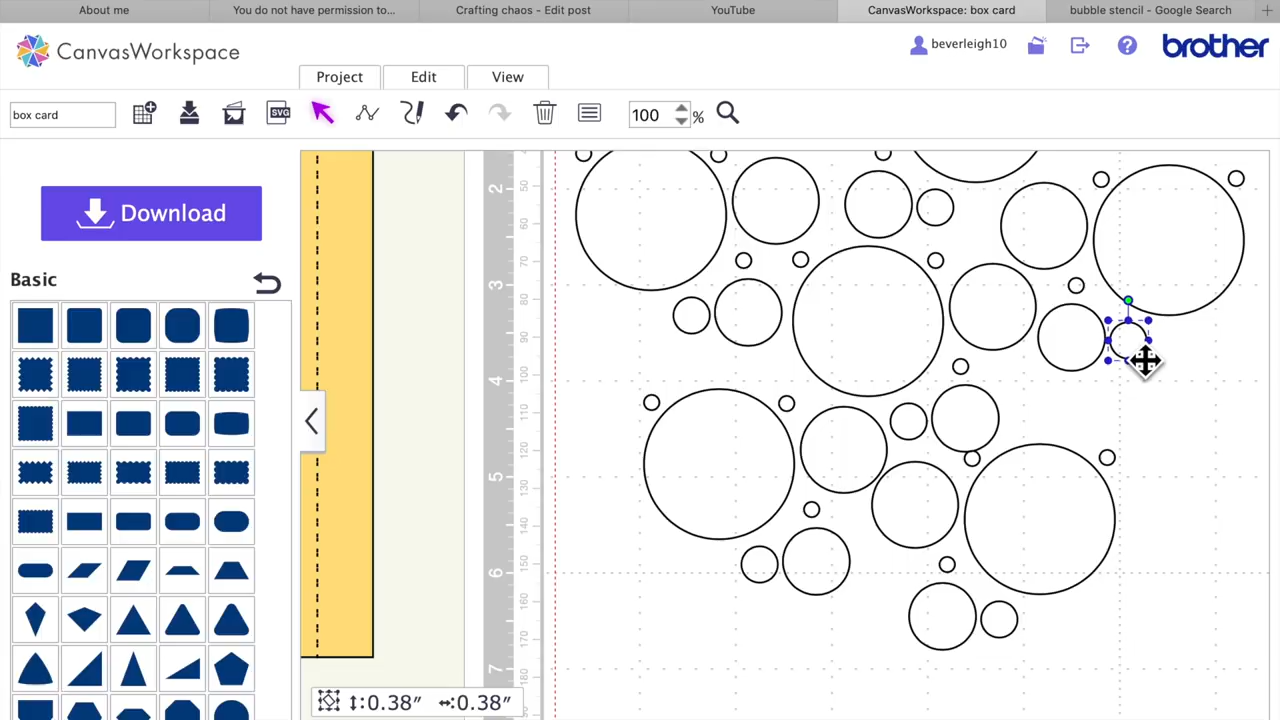 About me
You do not have permission to...
Crafting chaos - Edit post
YouTube
CanvasWorkspace: box card
bubble stencil - Google Search
CanvasWorkspace
beverleigh10
brother
Project
Edit
View
box card
SVG
100 %
Download
Basic
2
3
4
5
6
7
50
60
70
80
90
100
110
120
130
140
150
160
170
180
↕:0.38″ ↔:0.38″